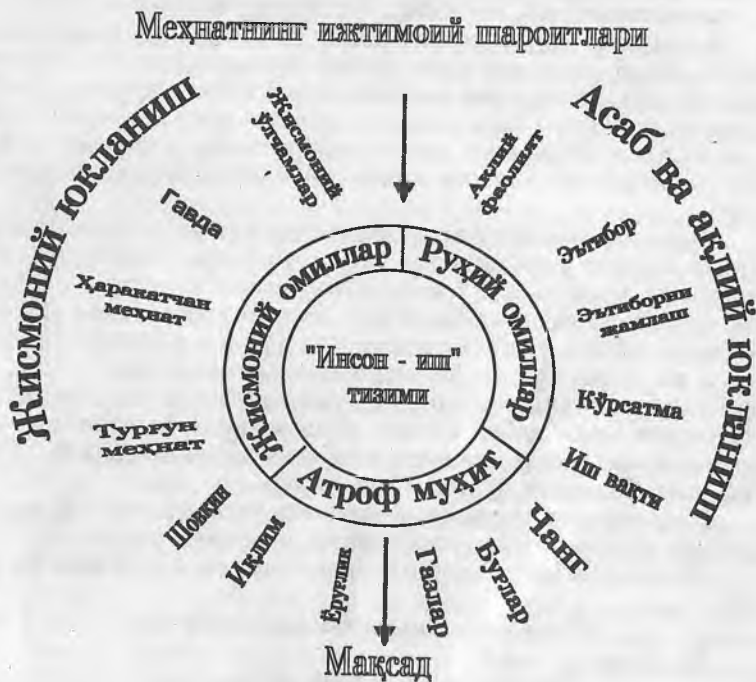 Меҳнатнинг ижтимоий шароитлари
Жисмоний юкланиш
Асаб ва ақлий юкланиш
Жисмоний
ўлчамлар
Гавда
Ҳаракатчан
меҳнат
Турғун
меҳнат
Ақлий
фаолият
Эътибор
Эътиборни
жамлаш
Кўрсатма
Иш вақти
Жисмоний омиллар
Руҳий омиллар
"Инсон - иш"
тизими
Атроф муҳит
Шовқин
Иқлим
Ёруғлик
Газлар
Буғлар
Чанг
Мақсад